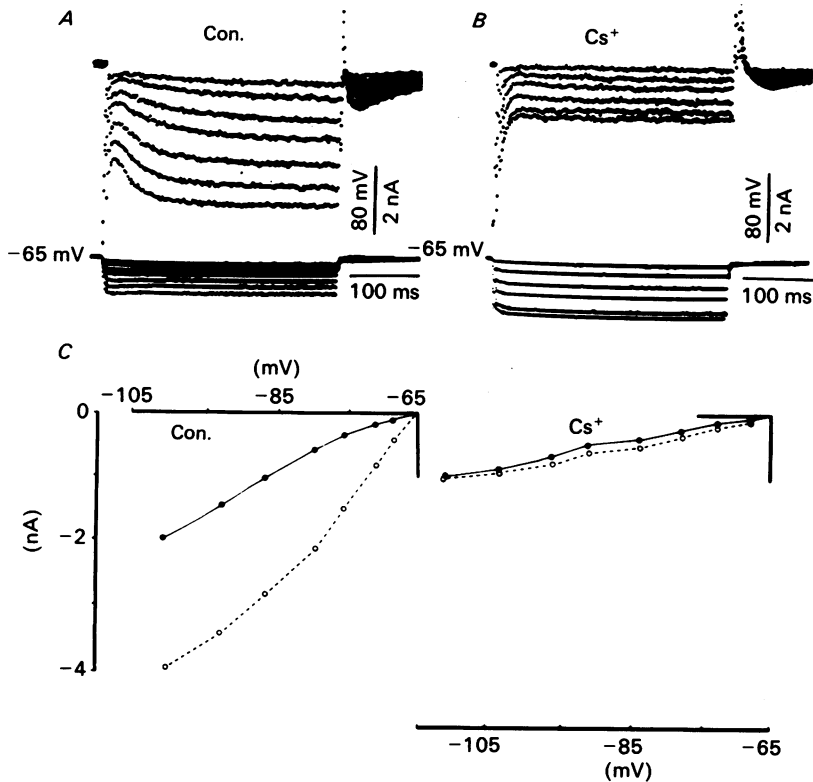 A
Con.
80 mV
2 nA
-65 mV
100 ms
B
Cs+
80 mV
2 nA
-65 mV
100 ms
C
(mV)
-105 -85 -65
0
Con.
-2
(nA)
-4
Cs+
-105 -85 -65
(mV)